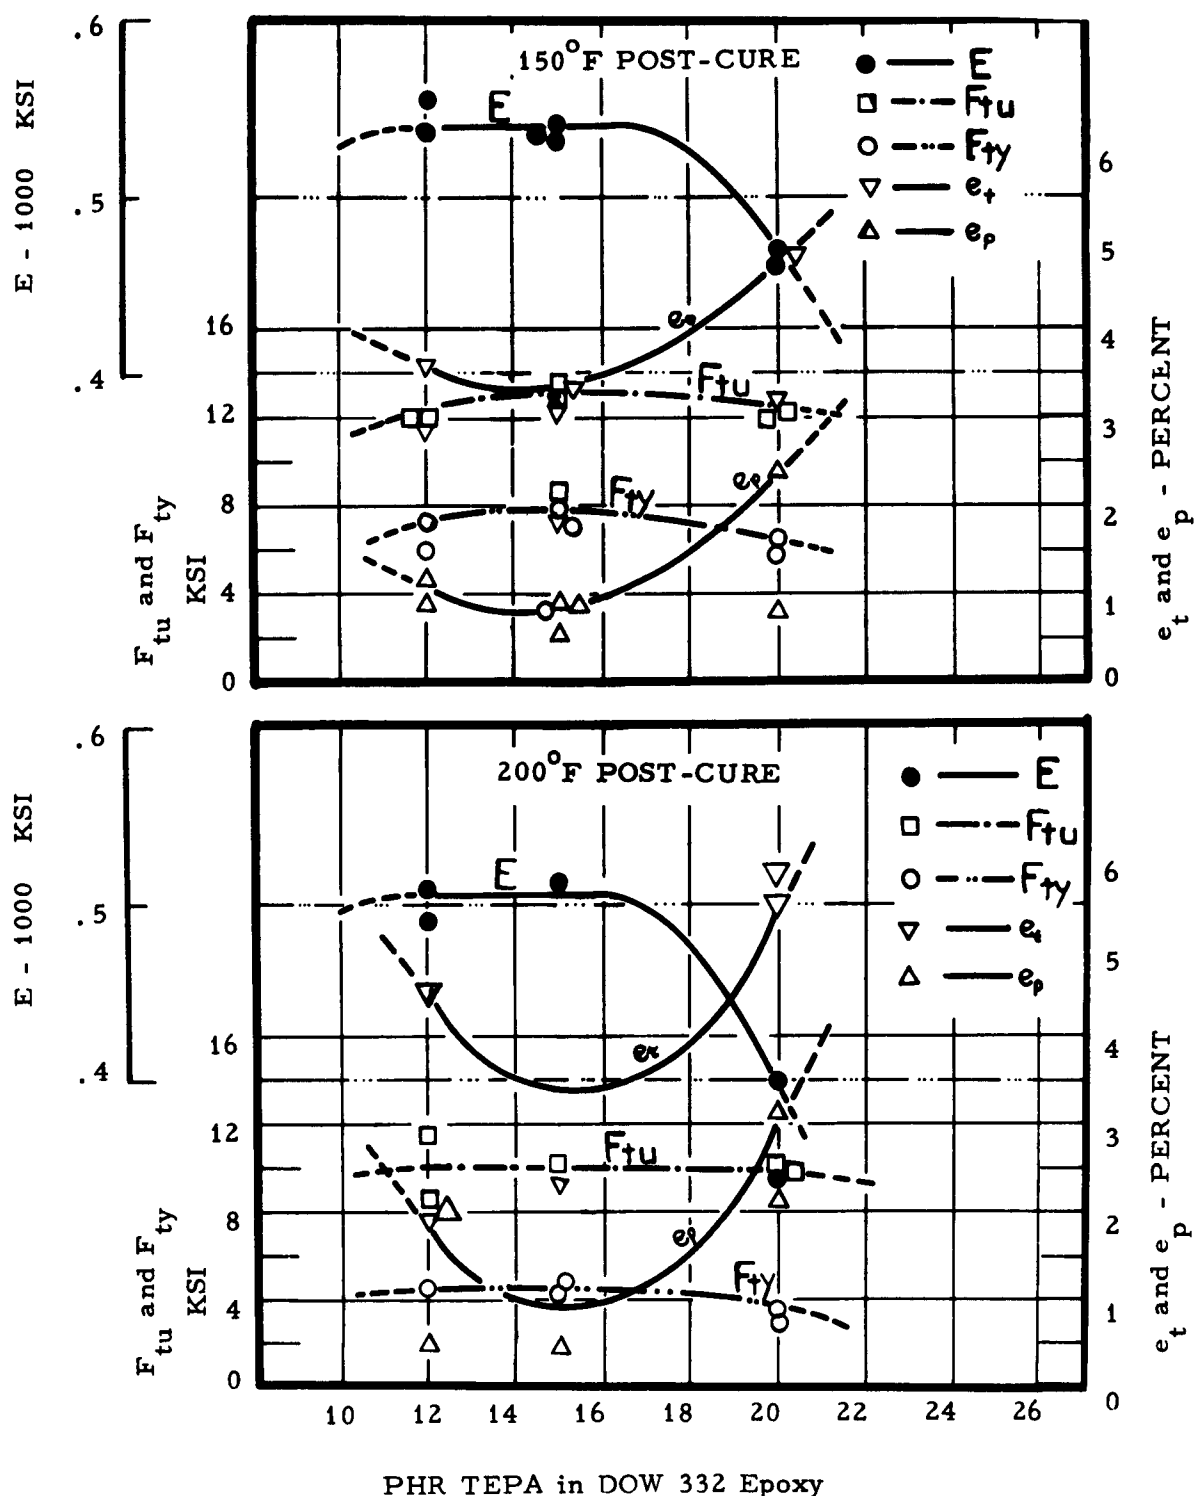 .6
.5
.4
E - 1000 KSI
150°F POST-CURE
E
Ftu
Fty
et
ep
E
et
Ftu
Fty
ep
16
12
8
4
0
Ftu and Fty
KSI
6
5
4
3
2
1
0
et and ep - PERCENT
.6
.5
.4
E - 1000 KSI
200°F POST-CURE
E
Ftu
Fty
et
ep
E
et
Ftu
ep
Fty
16
12
8
4
0
Ftu and Fty
KSI
6
5
4
3
2
1
0
et and ep - PERCENT
10 12 14 16 18 20 22 24 26
PHR TEPA in DOW 332 Epoxy